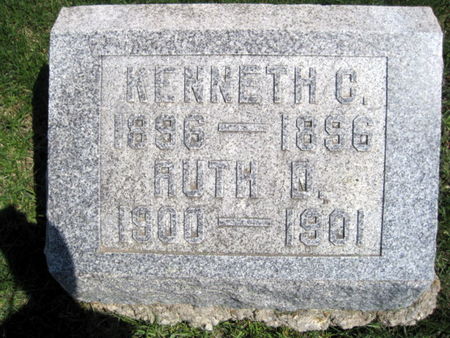 KENNETH C.
1896 — 1896
RUTH D.
1900 — 1901